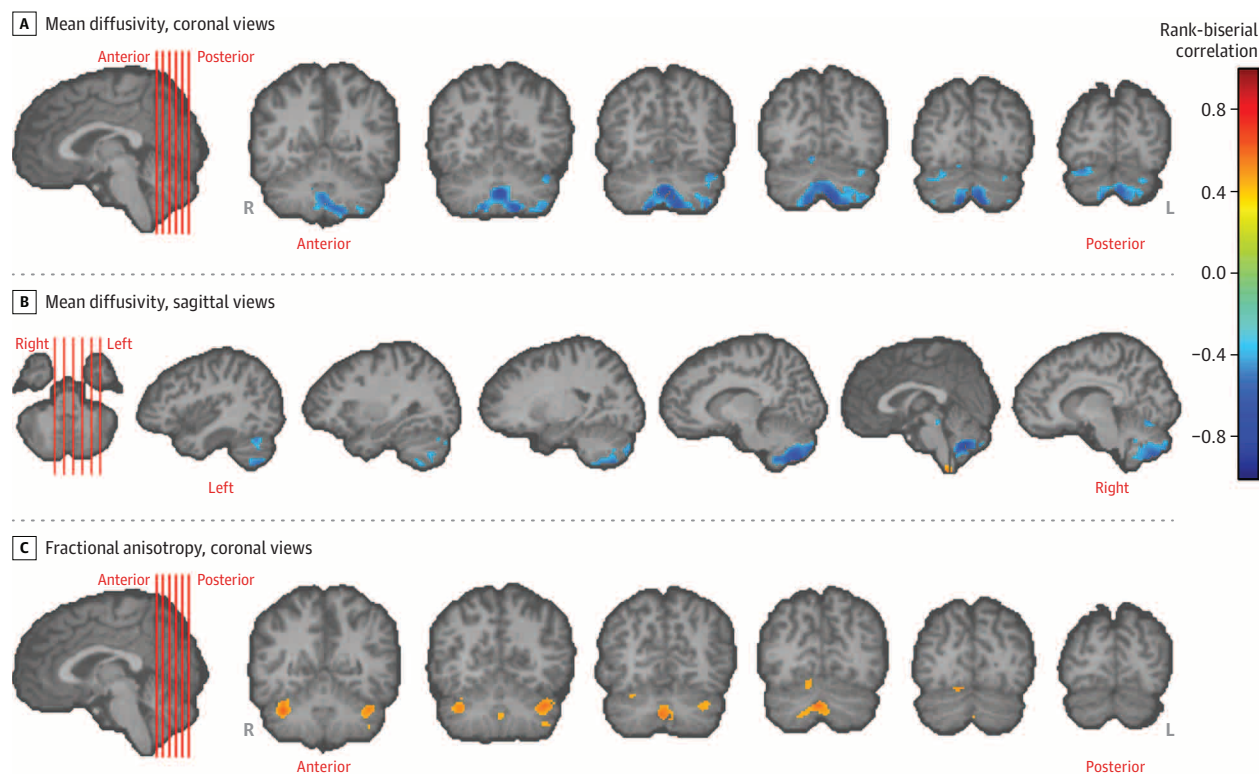 A Mean diffusivity, coronal views
Rank-biserial
correlation
Anterior Posterior
0.8
0.4
0.0
−0.4
−0.8
R
L
Anterior
Posterior
B Mean diffusivity, sagittal views
Right Left
Left
Right
C Fractional anisotropy, coronal views
Anterior Posterior
R
L
Anterior
Posterior